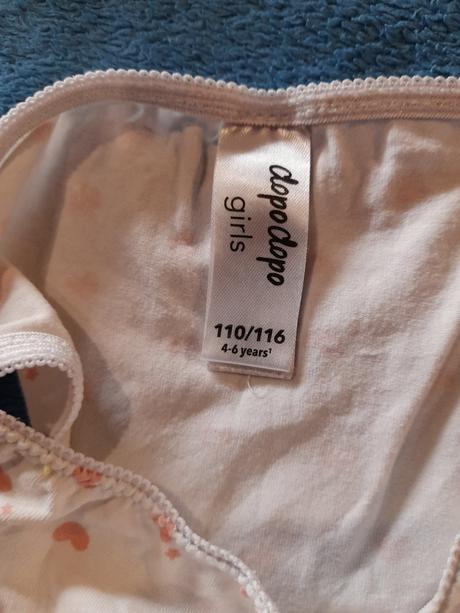 dopodopo
girls
110/116
4-6 years¹